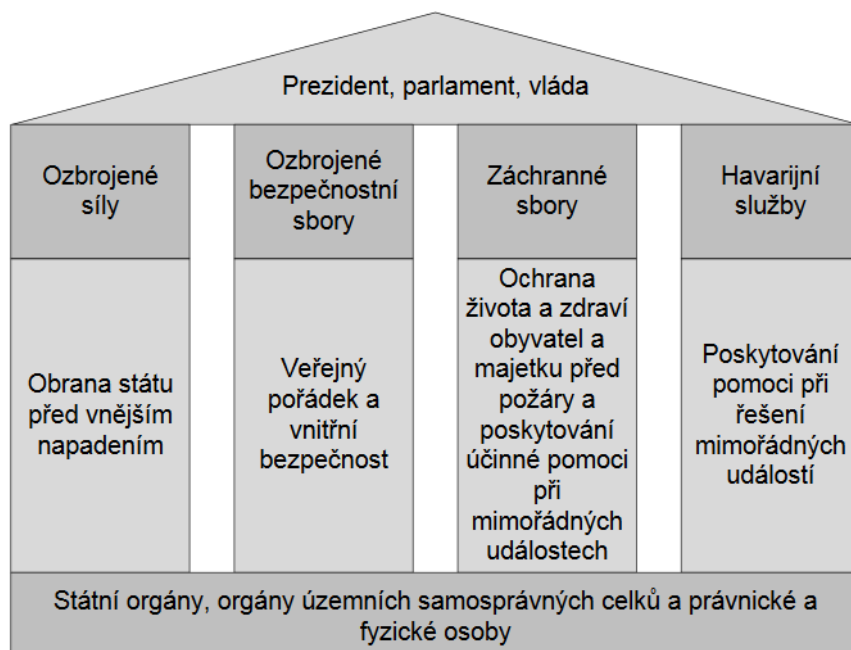 Prezident, parlament, vláda
Ozbrojené
síly
Ozbrojené
bezpečnostní
sbory
Záchranné
sbory
Havarijní
služby
Obrana státu
před vnějším
napadením
Veřejný
pořádek a
vnitřní
bezpečnost
Ochrana
života a zdraví
obyvatel a
majetku před
požáry a
poskytování
účinné pomoci
při
mimořádných
událostech
Poskytování
pomoci při
řešení
mimořádných
událostí
Státní orgány, orgány územních samosprávných celků a právnické a
fyzické osoby